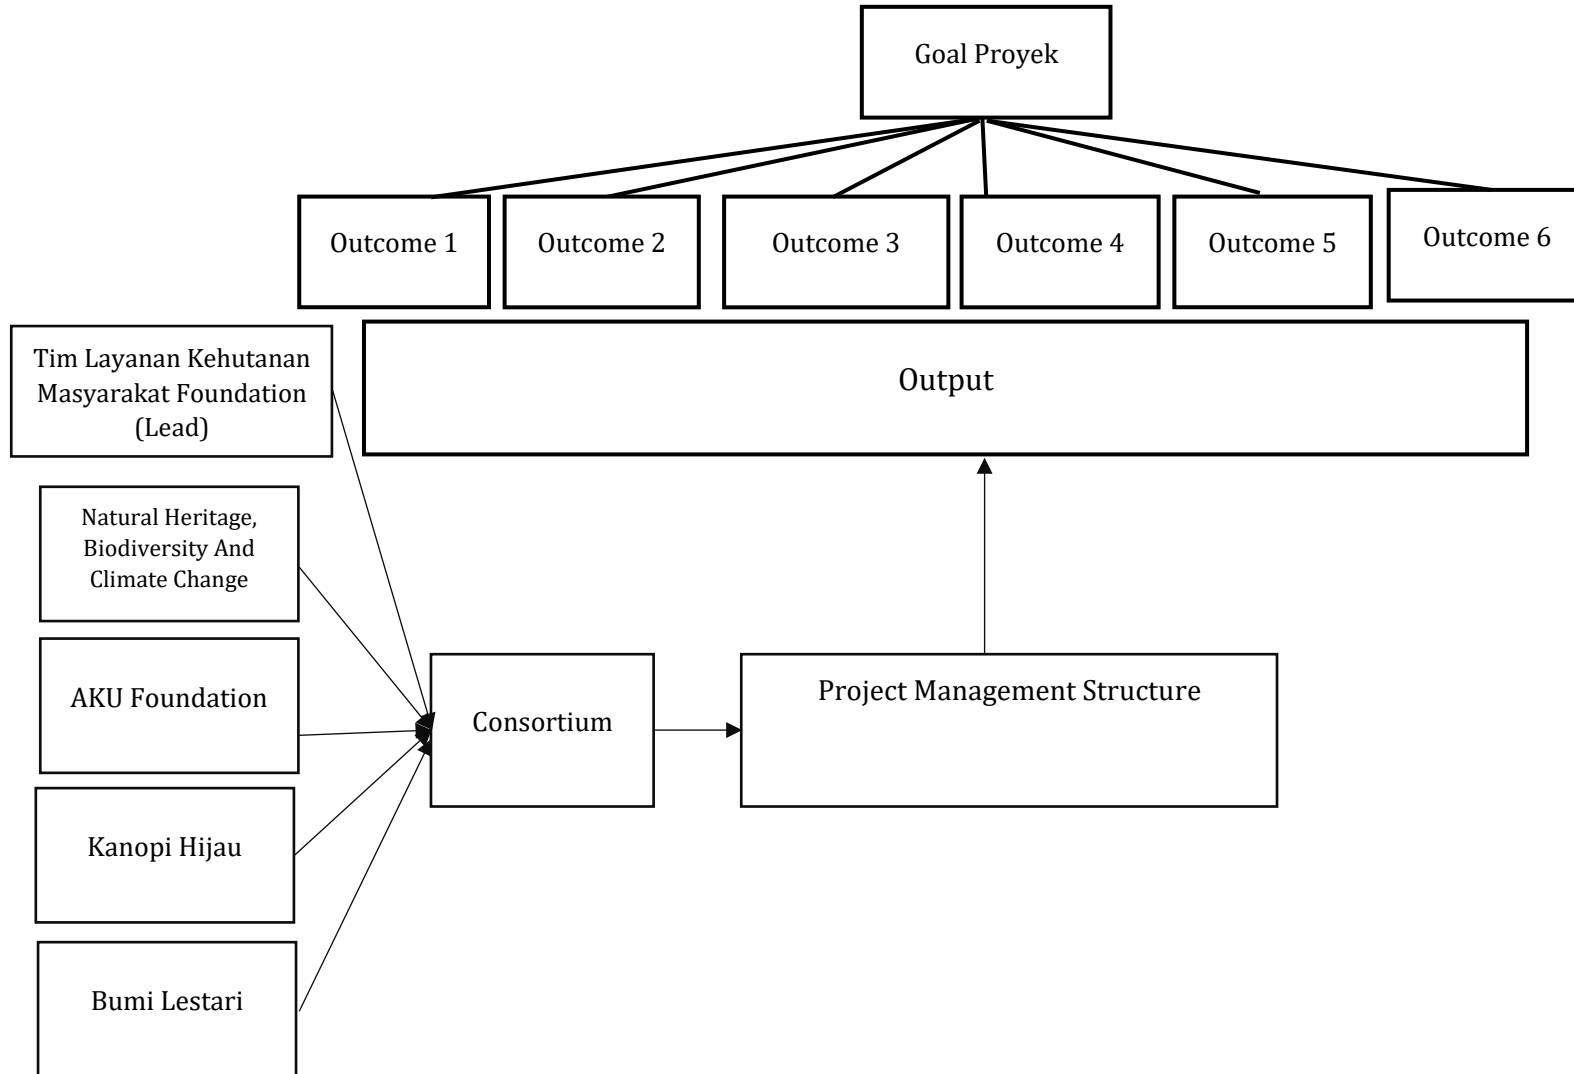 Goal Proyek
Outcome 1
Outcome 2
Outcome 3
Outcome 4
Outcome 5
Outcome 6
Tim Layanan Kehutanan
Masyarakat Foundation
(Lead)
Output
Natural Heritage,
Biodiversity And
Climate Change
AKU Foundation
Consortium
Project Management Structure
Kanopi Hijau
Bumi Lestari